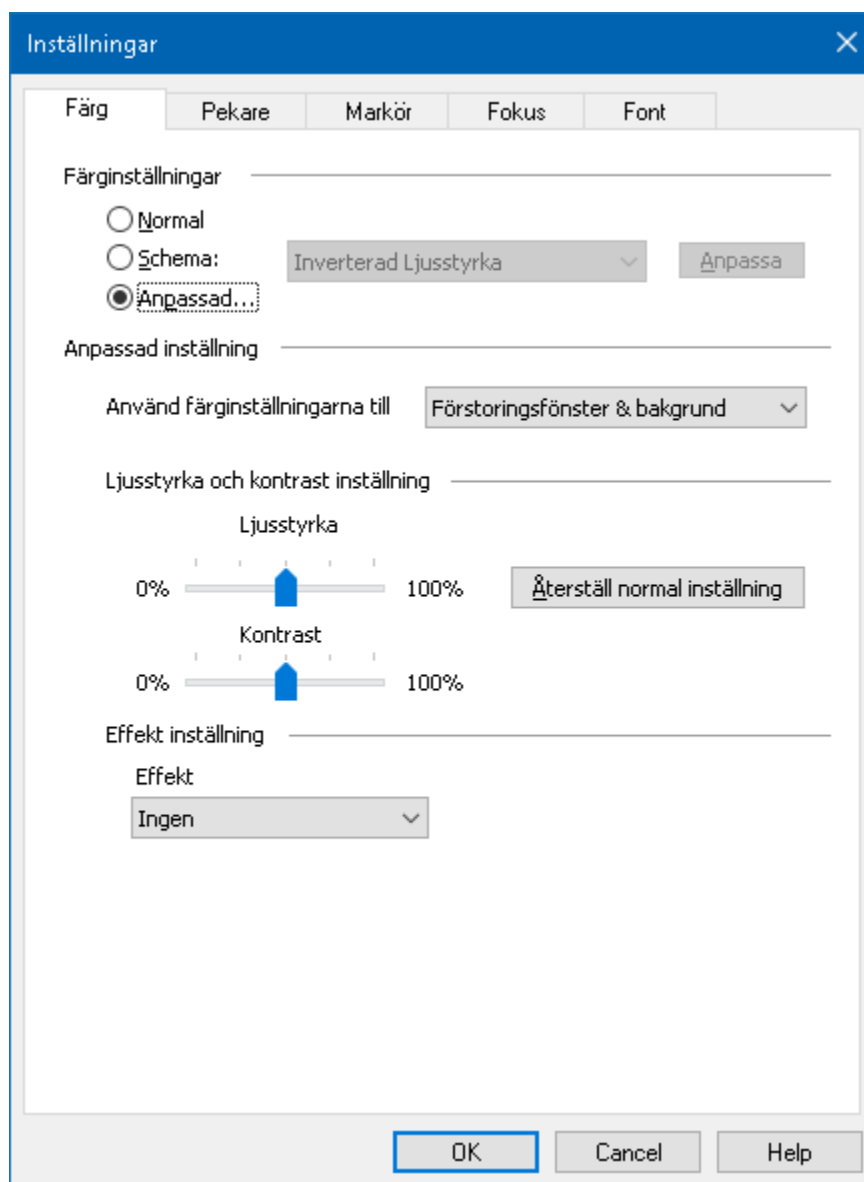 Inställningar
Färg Pekare Markör Fokus Font
Färginställningar
Normal
Schema: Inverterad Ljusstyrka Anpassa
Anpassad...
Anpassad inställning
Använd färginställningarna till Förstoringsfönster & bakgrund
Ljusstyrka och kontrast inställning
Ljusstyrka
0% 100% Återställ normal inställning
Kontrast
0% 100%
Effekt inställning
Effekt
Ingen
OK Cancel Help